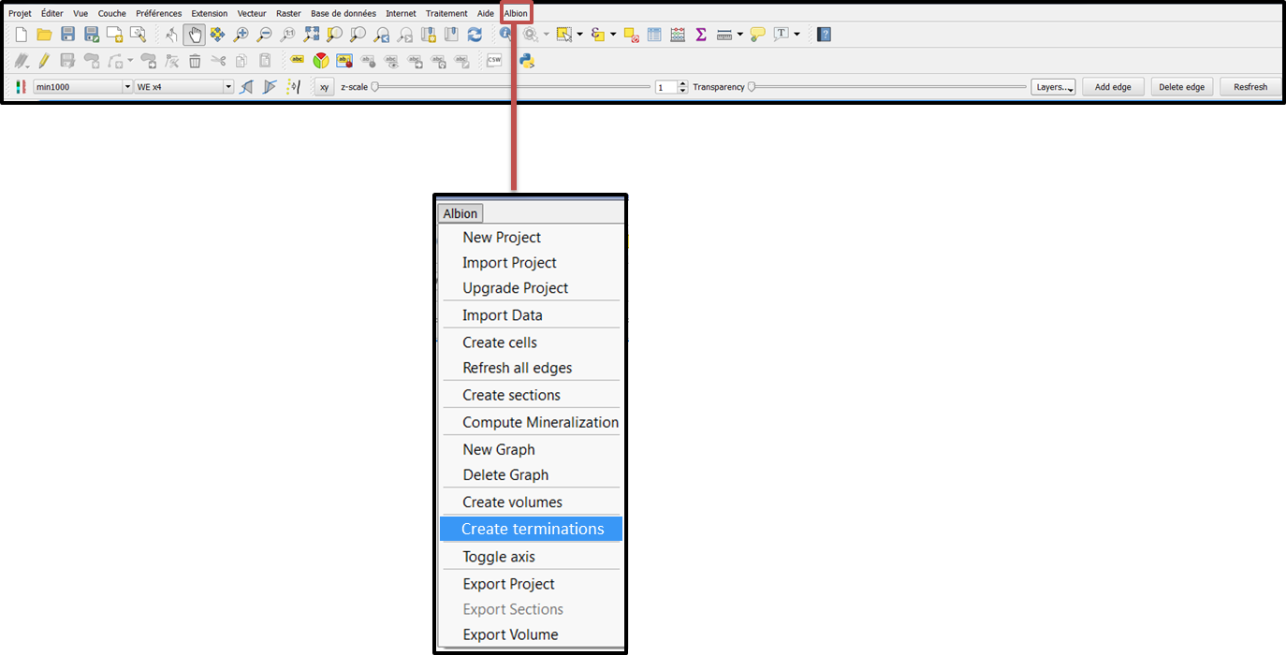 Projet Éditer Vue Couche Préférences Extension Vecteur Raster Base de données Internet Traitement Aide Albion
min1000 WE x4 xy z-scale 1 Transparency Layers... Add edge Delete edge Resfresh
Albion
New Project
Import Project
Upgrade Project
Import Data
Create cells
Refresh all edges
Create sections
Compute Mineralization
New Graph
Delete Graph
Create volumes
Create terminations
Toggle axis
Export Project
Export Sections
Export Volume